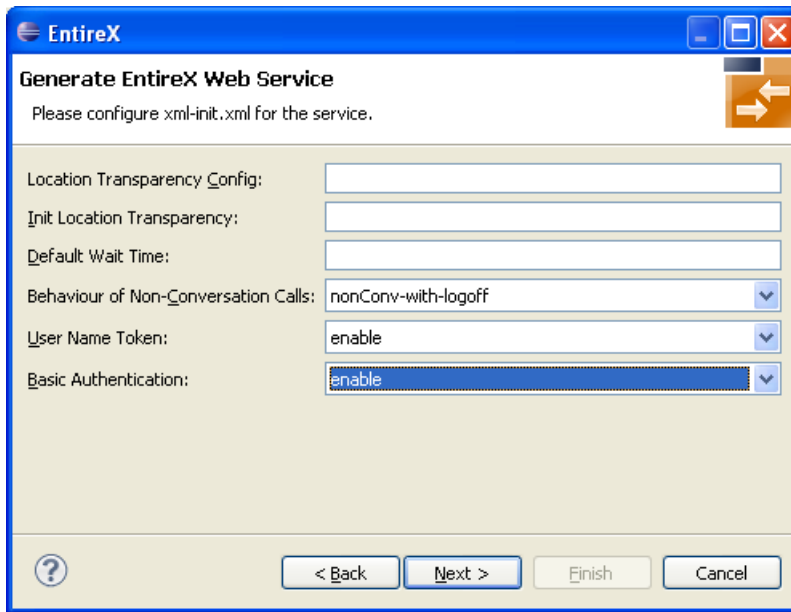 EntireX
Generate EntireX Web Service
Please configure xml-init.xml for the service.
Location Transparency Config:
Init Location Transparency:
Default Wait Time:
Behaviour of Non-Conversation Calls: nonConv-with-logoff
User Name Token: enable
Basic Authentication: enable
? < Back Next > Finish Cancel